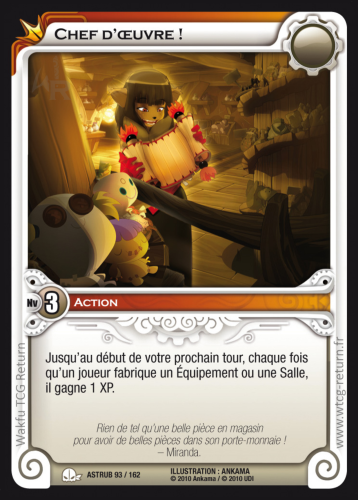 CHEF D'ŒUVRE !
Nv 3 ACTION
Jusqu'au début de votre prochain tour, chaque fois
qu'un joueur fabrique un Équipement ou une Salle,
il gagne 1 XP.
Rien de tel qu'une belle pièce en magasin
pour avoir de belles pièces dans son porte-monnaie !
– Miranda.
ASTRUB 93 / 162
ILLUSTRATION : ANKAMA
© 2010 Ankama / © 2010 UDI
Wakfu TCG Return
www.wtcg-return.fr